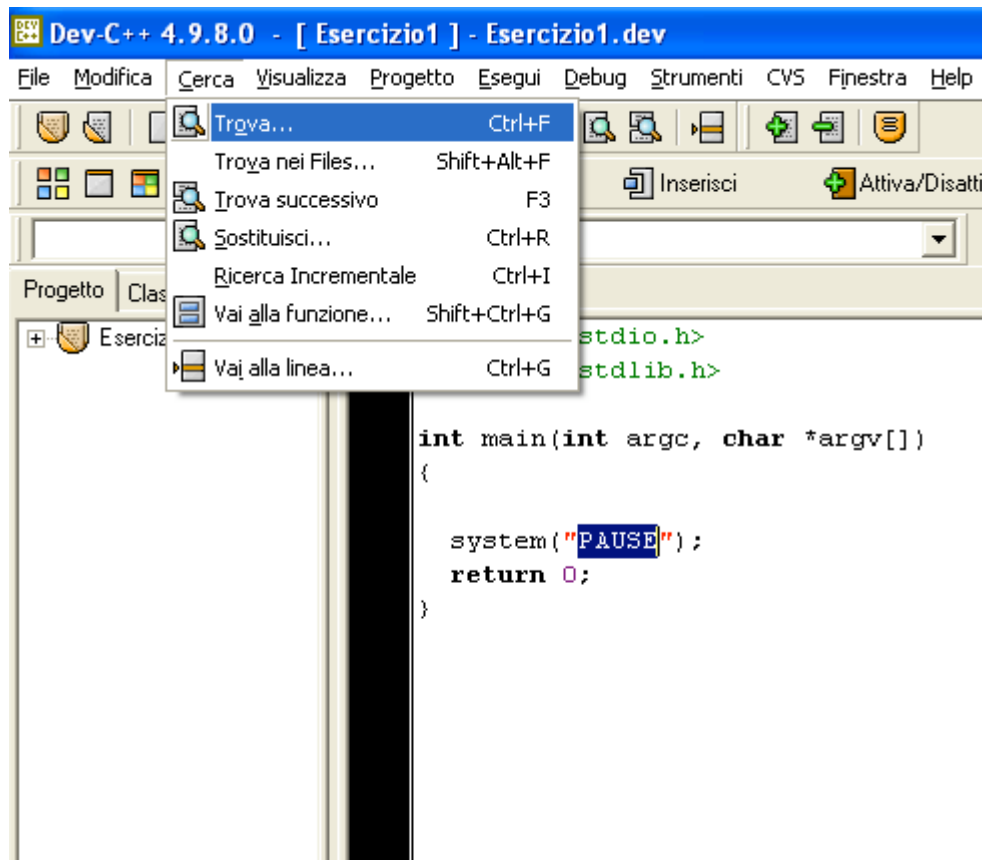 Dev-C++ 4.9.8.0 - [ Esercizio1 ] - Esercizio1.dev
File Modifica Cerca Visualizza Progetto Esegui Debug Strumenti CVS Finestra Help
Trova... Ctrl+F
Trova nei Files... Shift+Alt+F
Inserisci
Attiva/Disatti
Trova successivo F3
Sostituisci... Ctrl+R
Ricerca Incrementale Ctrl+I
Progetto Clas
Vai alla funzione... Shift+Ctrl+G
Eserciz
stdio.h>
Vai alla linea... Ctrl+G
stdlib.h>
int main(int argc, char *argv[])
{
system("PAUSE");
return 0;
}